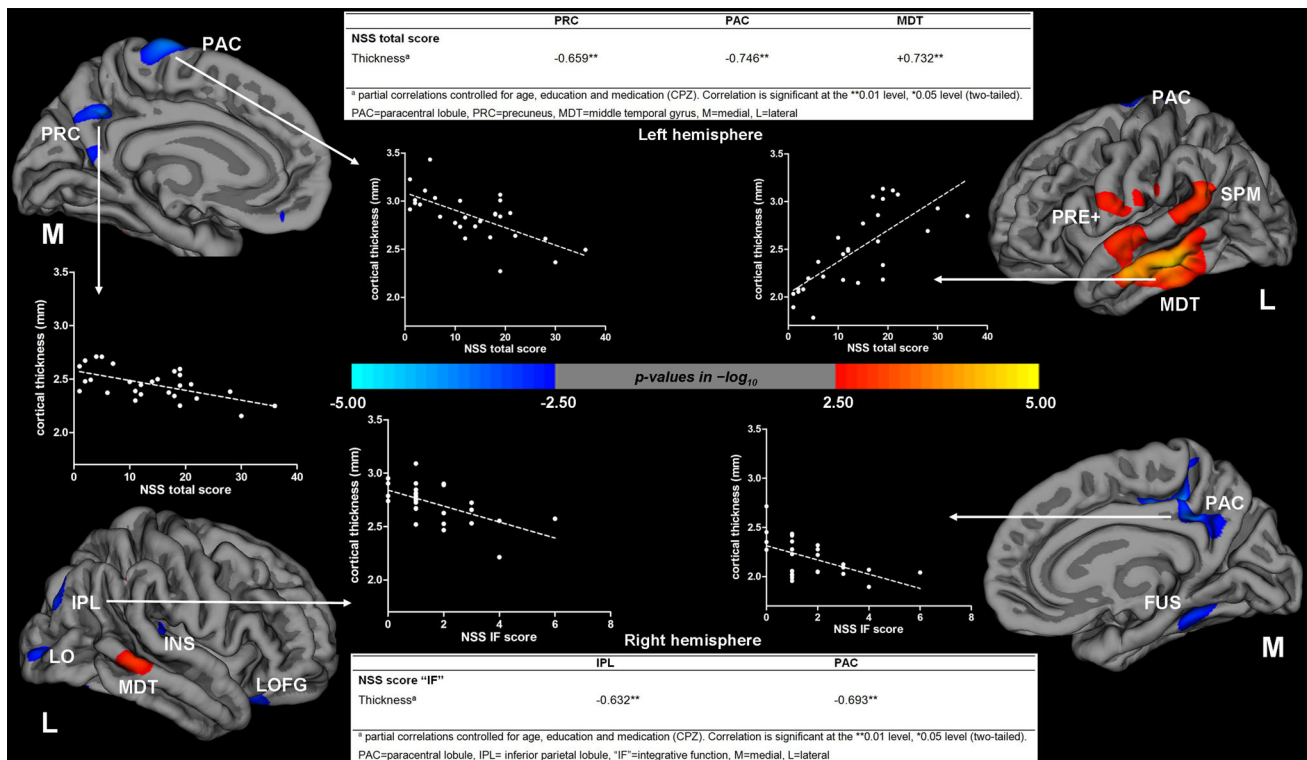 PRC PAC MDT
NSS total score
Thicknessª -0.659** -0.746** +0.732**
ª partial correlations controlled for age, education and medication (CPZ). Correlation is significant at the **0.01 level, *0.05 level (two-tailed).
PAC=paracentral lobule, PRC=precuneus, MDT=middle temporal gyrus, M=medial, L=lateral
Left hemisphere
PAC
PRC
M
PAC
SPM
PRE+
MDT
L
cortical thickness (mm)
3.5
3.0
2.5
2.0
0 10 20 30 40
NSS total score
cortical thickness (mm)
3.5
3.0
2.5
2.0
0 10 20 30 40
NSS total score
cortical thickness (mm)
3.5
3.0
2.5
2.0
0 10 20 30 40
NSS total score
p-values in –log₁₀
-5.00 -2.50 2.50 5.00
cortical thickness (mm)
3.5
3.0
2.5
2.0
0 2 4 6 8
NSS IF score
cortical thickness (mm)
3.5
3.0
2.5
2.0
0 2 4 6 8
NSS IF score
IPL
INS
LO
MDT
LOFG
L
PAC
FUS
M
Right hemisphere
IPL PAC
NSS score “IF”
Thicknessª -0.632** -0.693**
ª partial correlations controlled for age, education and medication (CPZ). Correlation is significant at the **0.01 level, *0.05 level (two-tailed).
PAC=paracentral lobule, IPL= inferior parietal lobule, “IF”=integrative function, M=medial, L=lateral